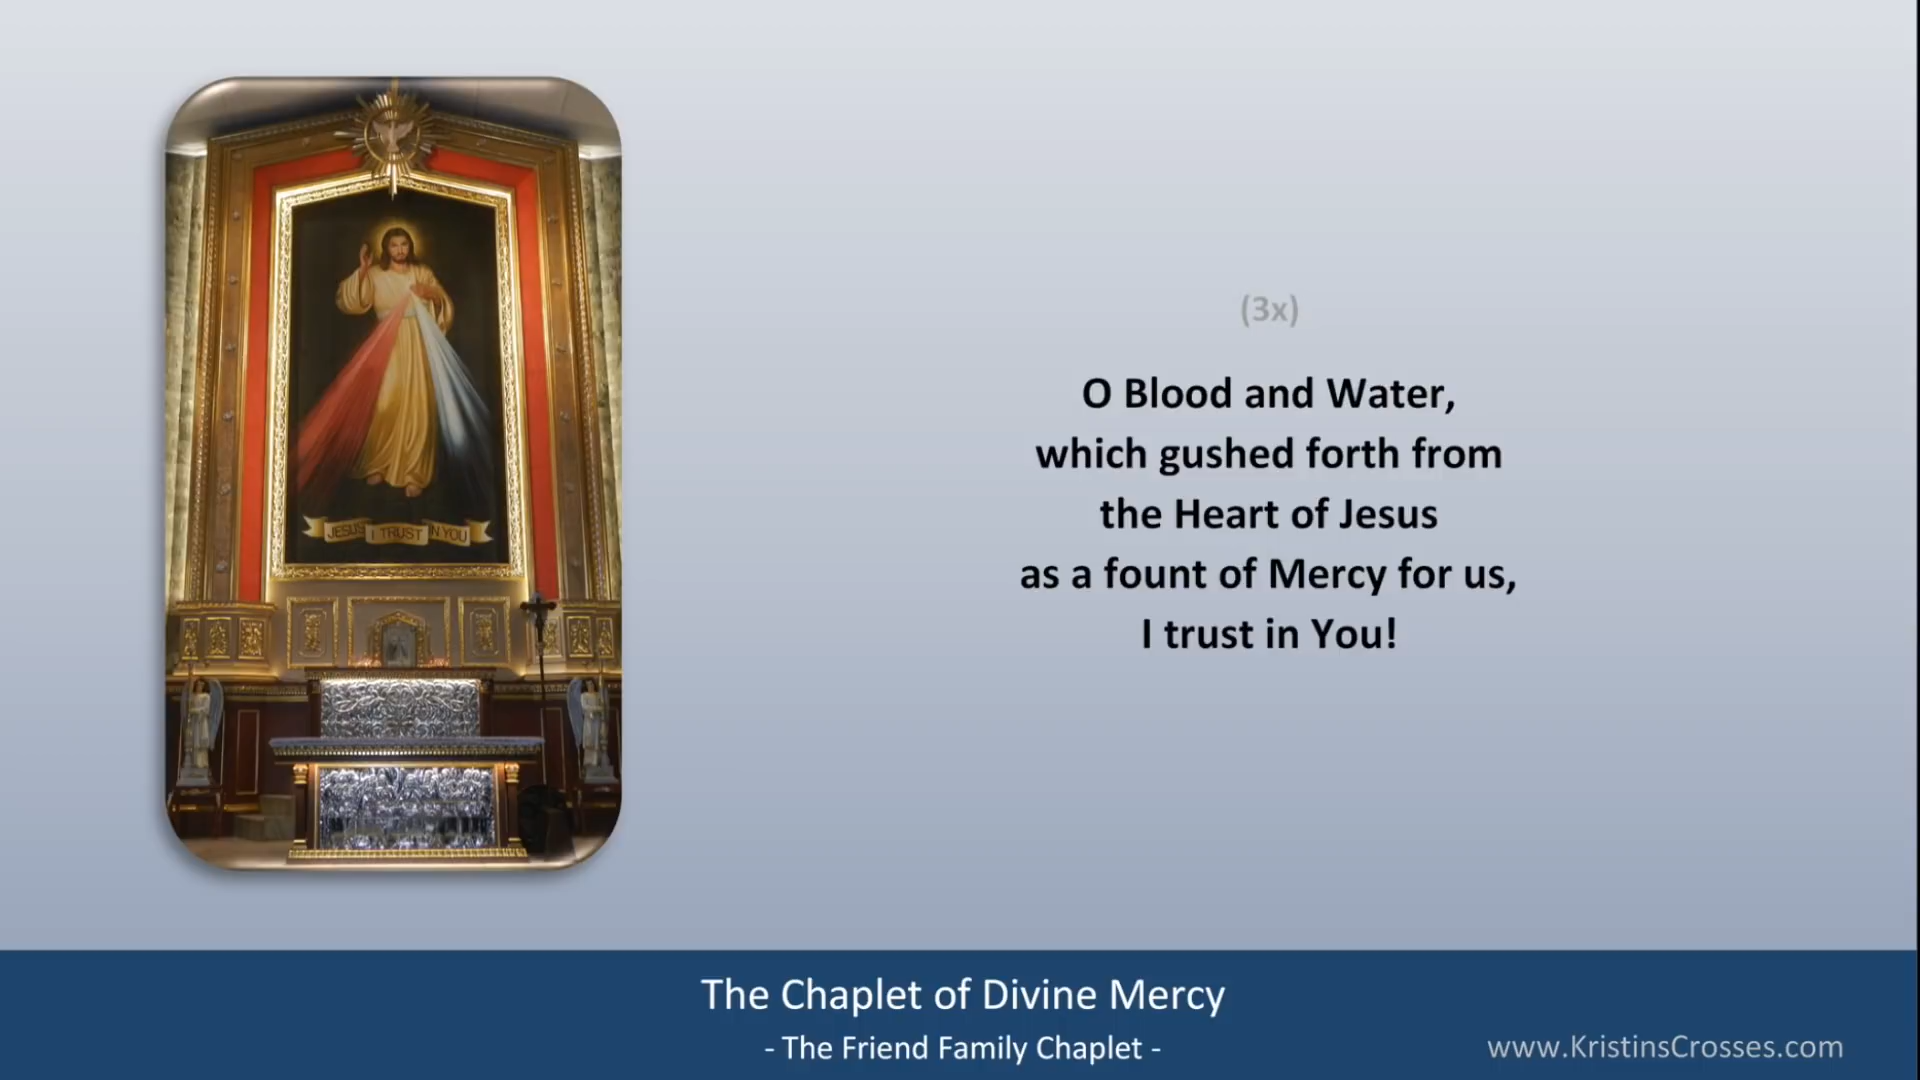 JESUS I TRUST IN YOU
(3x)
O Blood and Water,
which gushed forth from
the Heart of Jesus
as a fount of Mercy for us,
I trust in You!
The Chaplet of Divine Mercy
- The Friend Family Chaplet -
www.KristinsCrosses.com